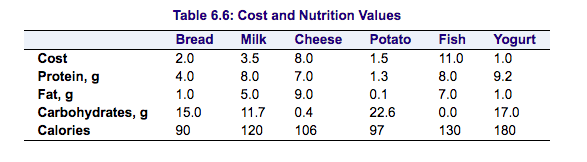 Table 6.6: Cost and Nutrition Values
Bread Milk Cheese Potato Fish Yogurt
Cost 2.0 3.5 8.0 1.5 11.0 1.0
Protein, g 4.0 8.0 7.0 1.3 8.0 9.2
Fat, g 1.0 5.0 9.0 0.1 7.0 1.0
Carbohydrates, g 15.0 11.7 0.4 22.6 0.0 17.0
Calories 90 120 106 97 130 180